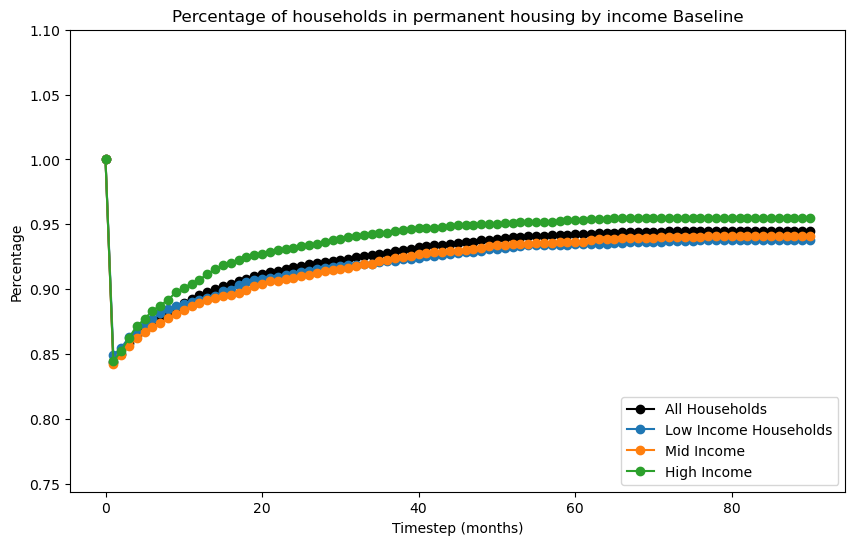 Percentage of households in permanent housing by income Baseline
1.10
1.05
1.00
0.95
0.90
0.85
0.80
0.75
Percentage
0
20
40
60
80
Timestep (months)
All Households
Low Income Households
Mid Income
High Income